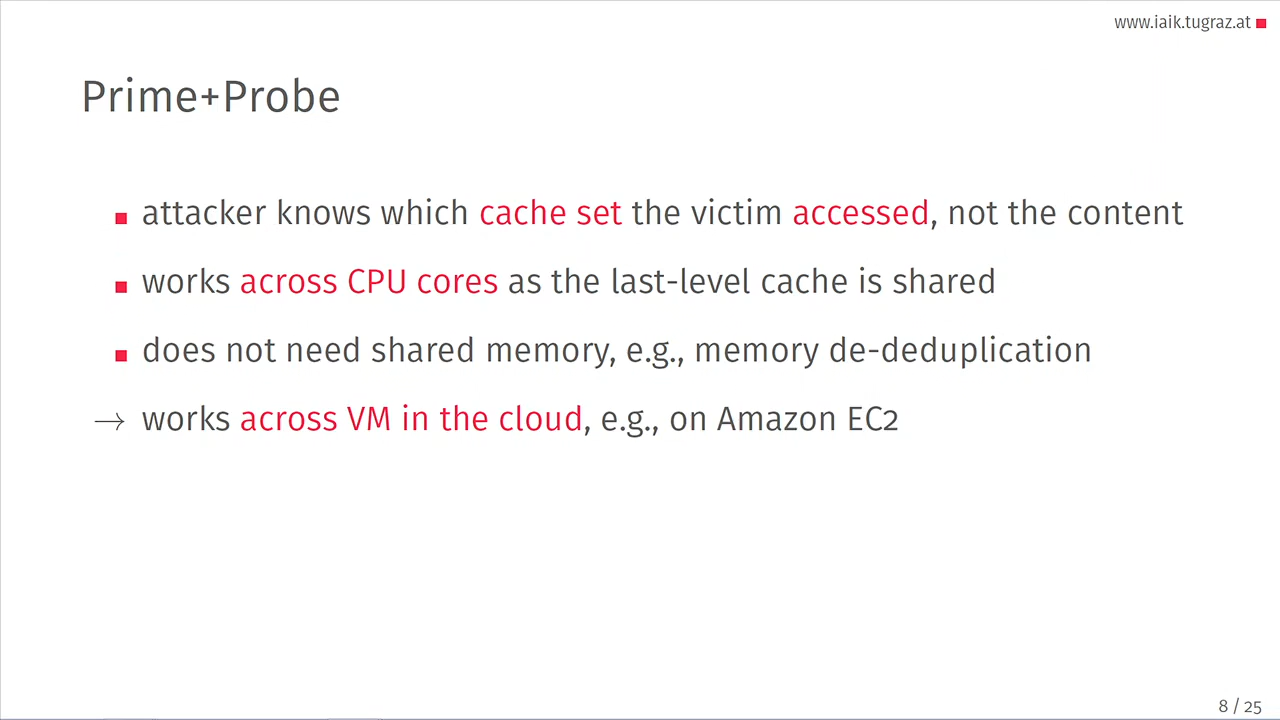 www.iaik.tugraz.at
Prime+Probe
attacker knows which cache set the victim accessed, not the content
works across CPU cores as the last-level cache is shared
does not need shared memory, e.g., memory de-deduplication
→ works across VM in the cloud, e.g., on Amazon EC2
8 / 25